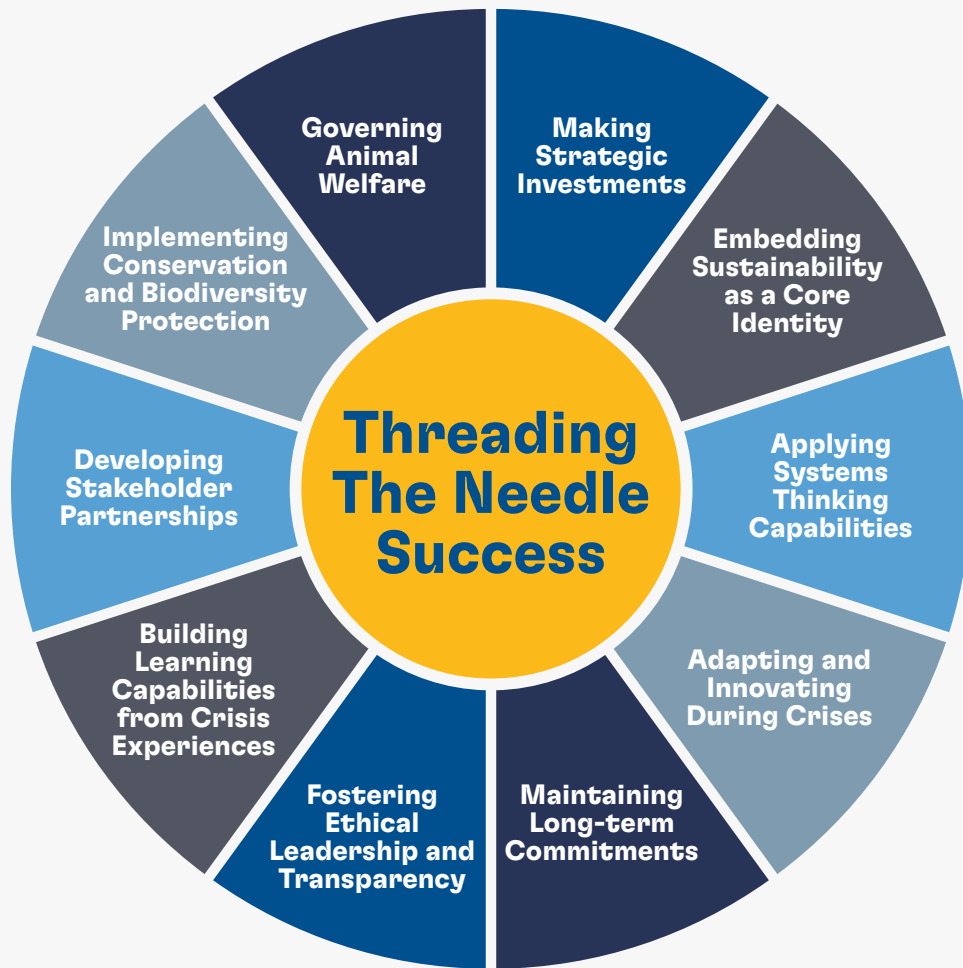 Making
Strategic
Investments
Embedding
Sustainability
as a Core
Identity
Applying
Systems
Thinking
Capabilities
Adapting and
Innovating
During Crises
Maintaining
Long-term
Commitments
Fostering
Ethical
Leadership and
Transparency
Building
Learning
Capabilities
from Crisis
Experiences
Developing
Stakeholder
Partnerships
Implementing
Conservation
and Biodiversity
Protection
Governing
Animal
Welfare
Threading
The Needle
Success